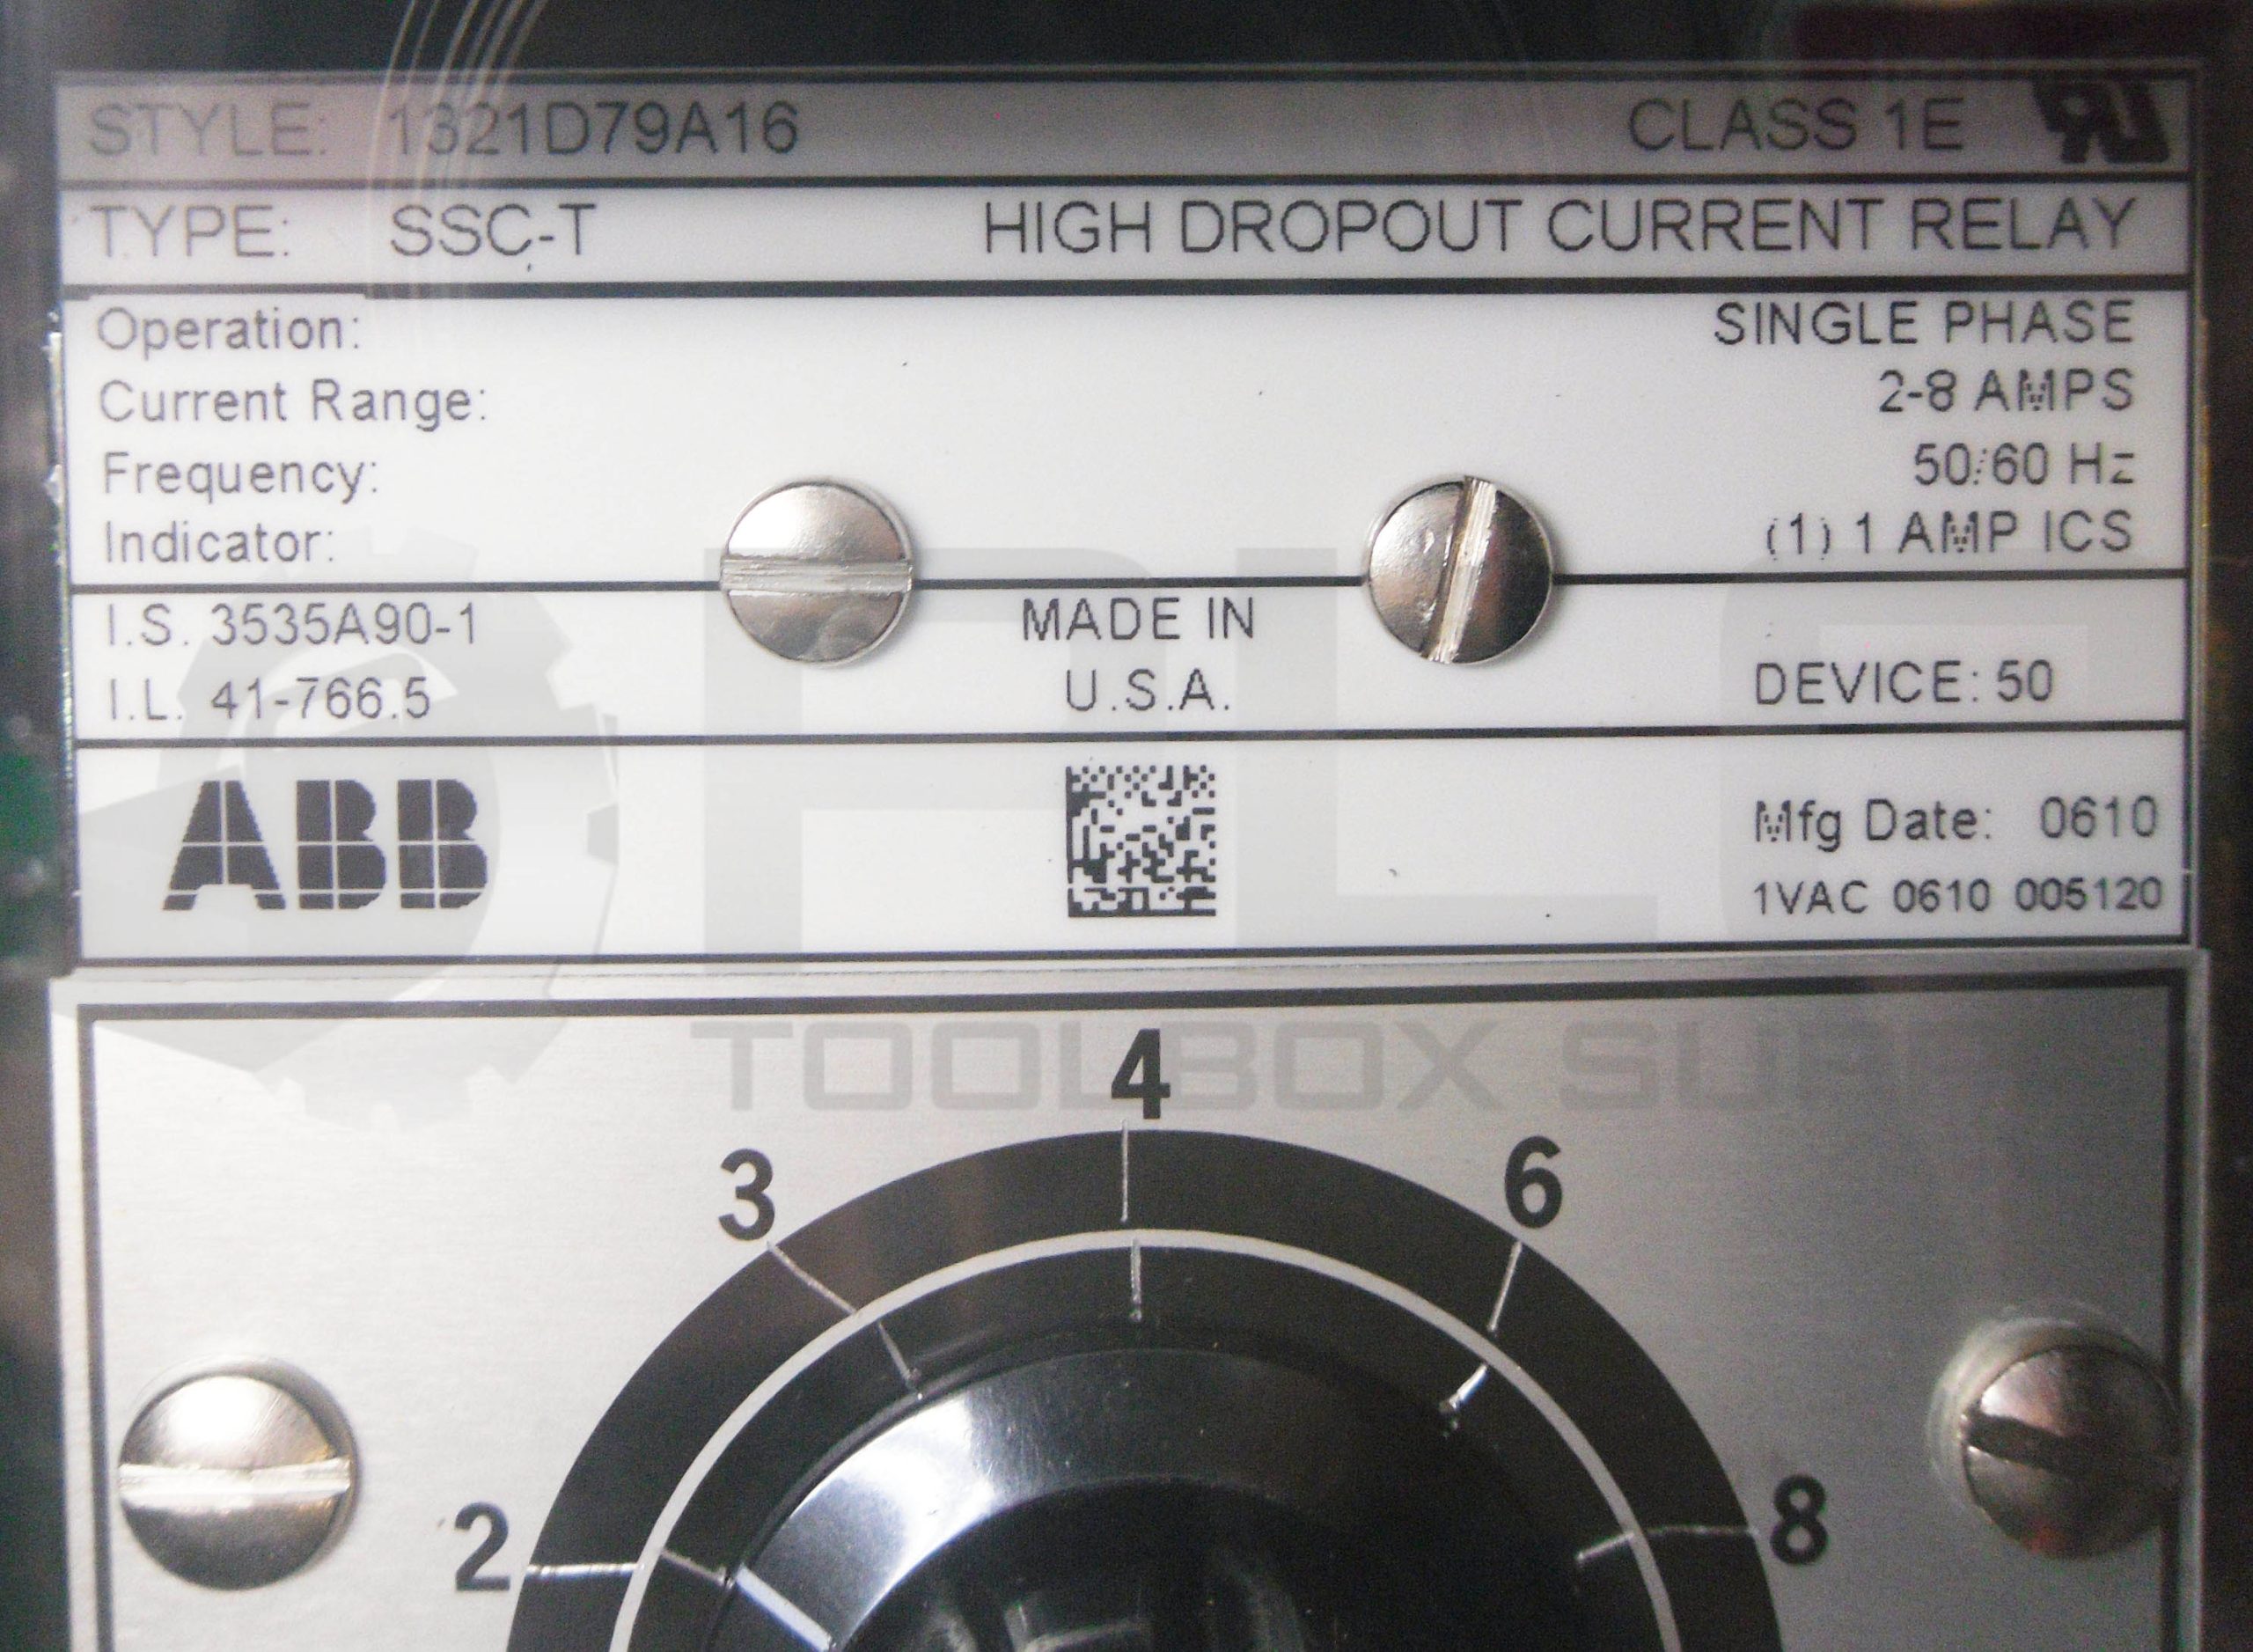 STYLE: 1321D79A16 CLASS 1E
TYPE: SSC-T HIGH DROPOUT CURRENT RELAY
Operation: SINGLE PHASE
Current Range: 2-8 AMPS
Frequency: 50/60 Hz
Indicator: (1) 1 AMP ICS
I.S. 3535A90-1 MADE IN
I.L. 41-766.5 U.S.A. DEVICE: 50
ABB Mfg Date: 0610
1VAC 0610 005120
PLC
TOOLBOX SUP
4
3 6
2 8